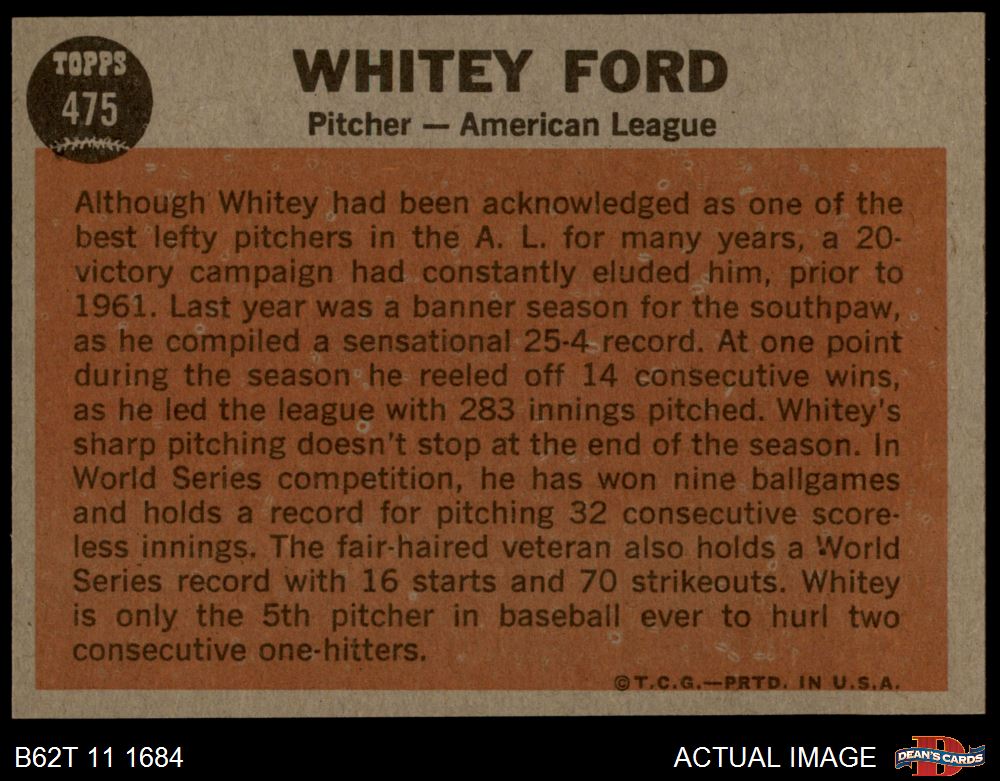 TOPPS
475
WHITEY FORD
Pitcher — American League
Although Whitey had been acknowledged as one of the
best lefty pitchers in the A. L. for many years, a 20-
victory campaign had constantly eluded him, prior to
1961. Last year was a banner season for the southpaw,
as he compiled a sensational 25-4 record. At one point
during the season he reeled off 14 consecutive wins,
as he led the league with 283 innings pitched. Whitey's
sharp pitching doesn't stop at the end of the season. In
World Series competition, he has won nine ballgames
and holds a record for pitching 32 consecutive score-
less innings. The fair-haired veteran also holds a World
Series record with 16 starts and 70 strikeouts. Whitey
is only the 5th pitcher in baseball ever to hurl two
consecutive one-hitters.
©T.C.G.—PRTD. IN U.S.A.
B62T 11 1684
ACTUAL IMAGE
D
DEAN'S CARDS